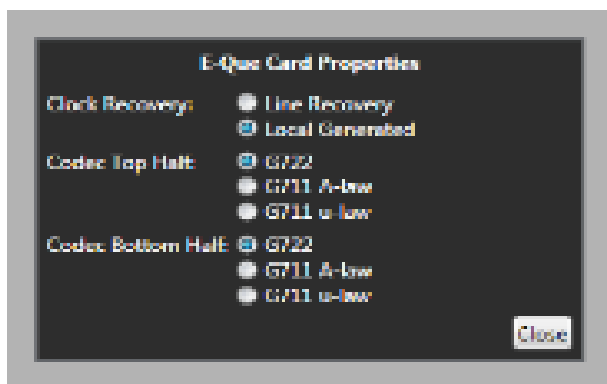 E-Que Card Properties
Clock Recovery: Line Recovery
Local Generated
Codec Top Half: G722
G711 A-law
G711 u-law
Codec Bottom Half: G722
G711 A-law
G711 u-law
Close